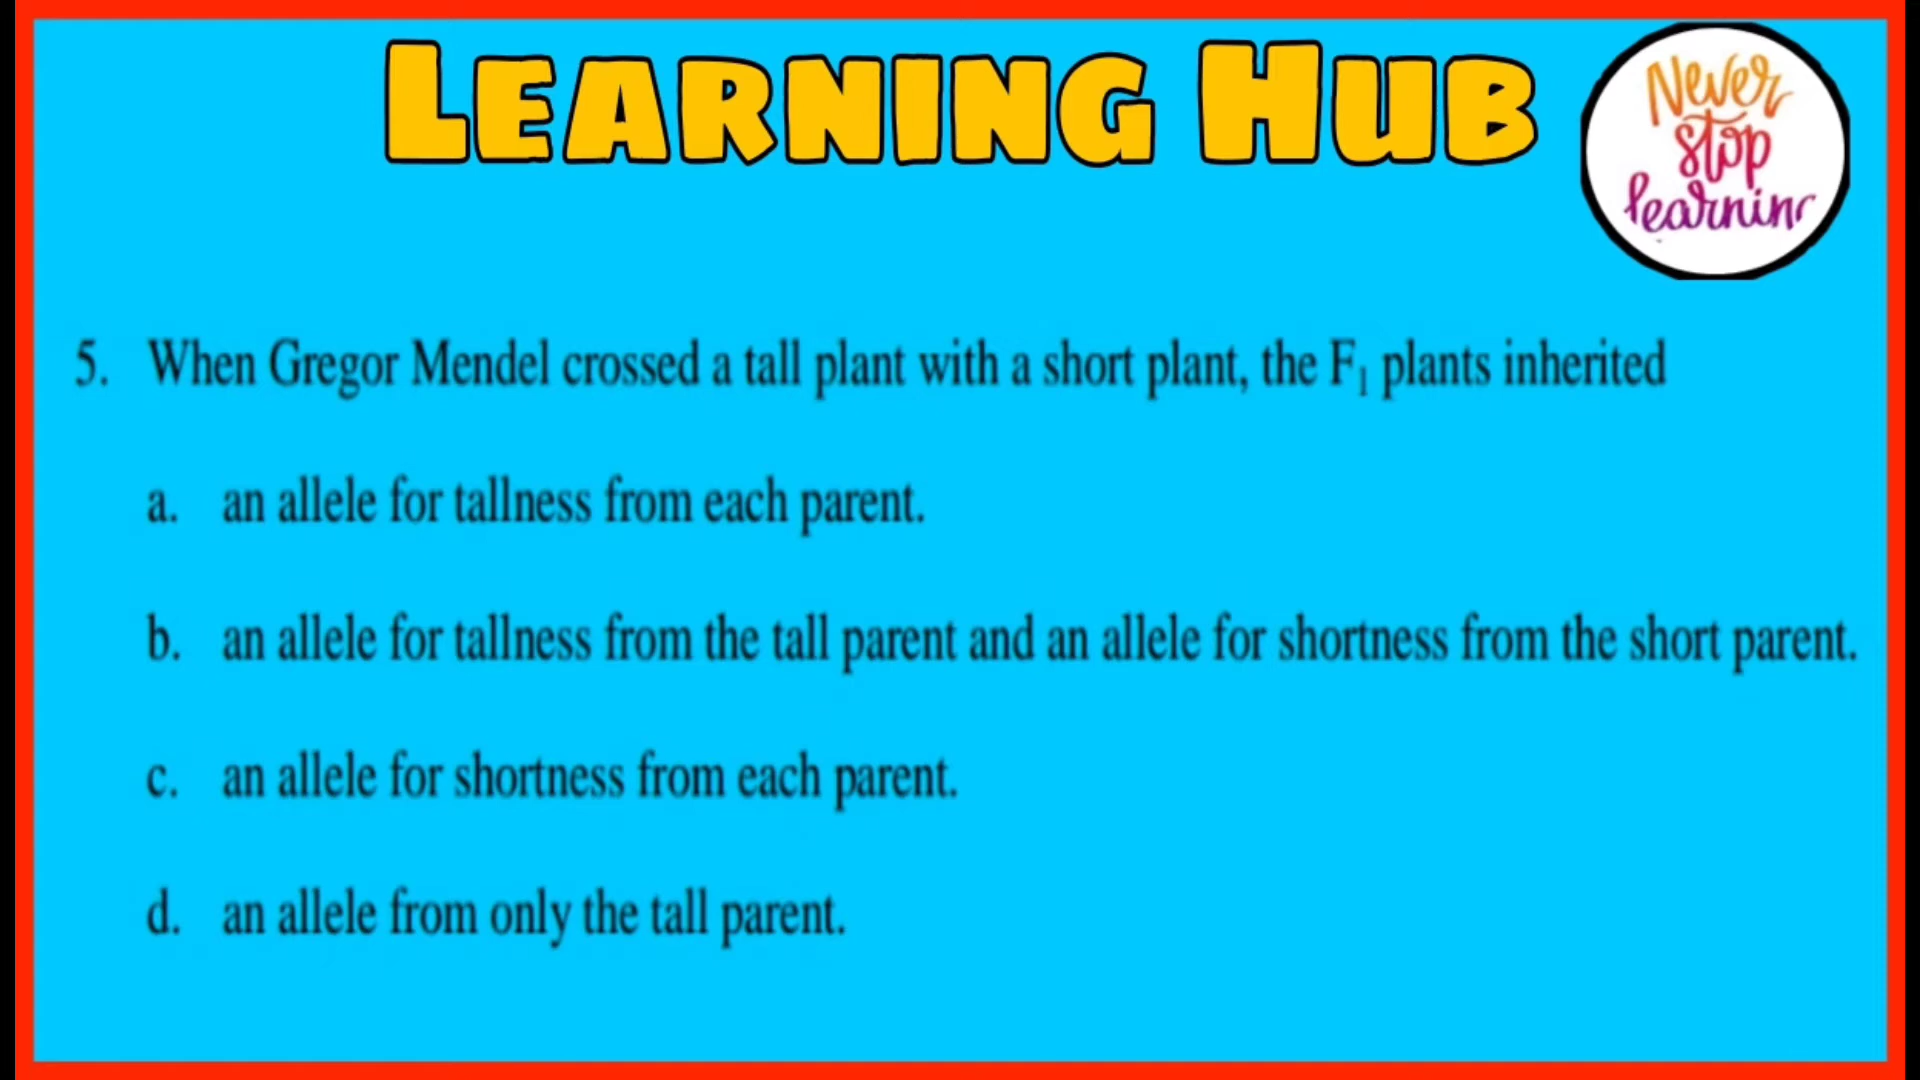 LEARNING HUB
Never
stop
learnin
5. When Gregor Mendel crossed a tall plant with a short plant, the F₁ plants inherited
a. an allele for tallness from each parent.
b. an allele for tallness from the tall parent and an allele for shortness from the short parent.
c. an allele for shortness from each parent.
d. an allele from only the tall parent.